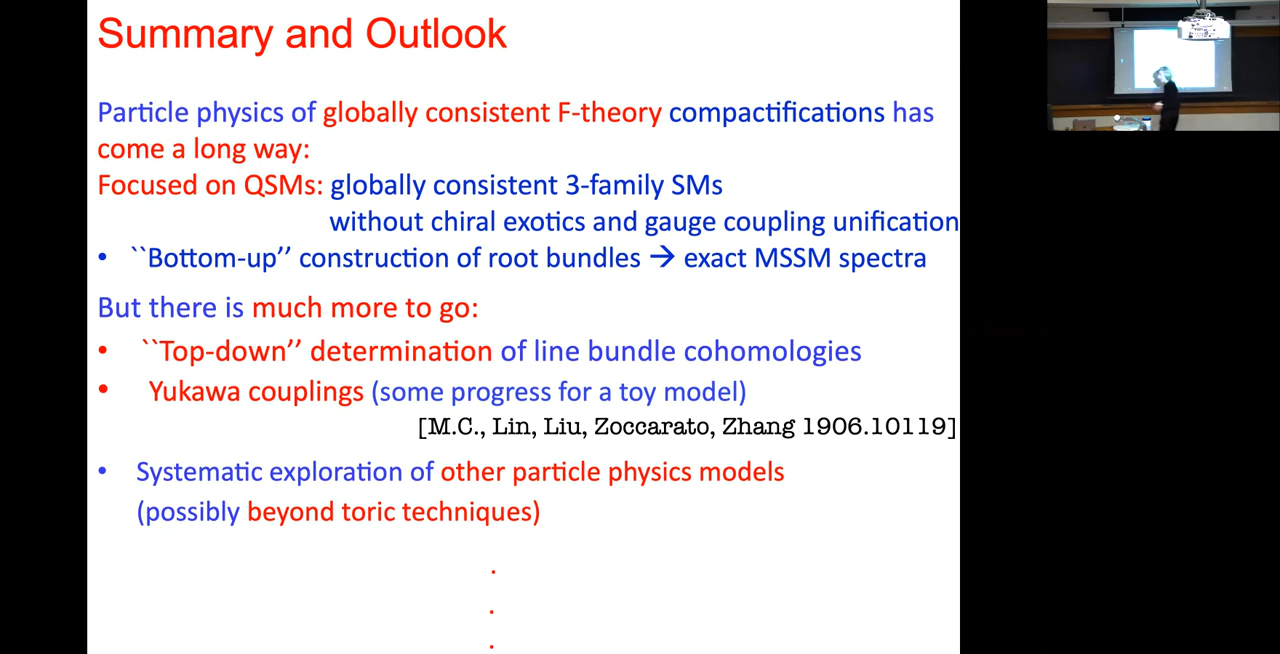 Summary and Outlook
Particle physics of globally consistent F-theory compactifications has
come a long way:
Focused on QSMs: globally consistent 3-family SMs
without chiral exotics and gauge coupling unification
• ``Bottom-up’’ construction of root bundles → exact MSSM spectra
But there is much more to go:
• ``Top-down’’ determination of line bundle cohomologies
• Yukawa couplings (some progress for a toy model)
[M.C., Lin, Liu, Zoccarato, Zhang 1906.10119]
• Systematic exploration of other particle physics models
(possibly beyond toric techniques)
.
.
.